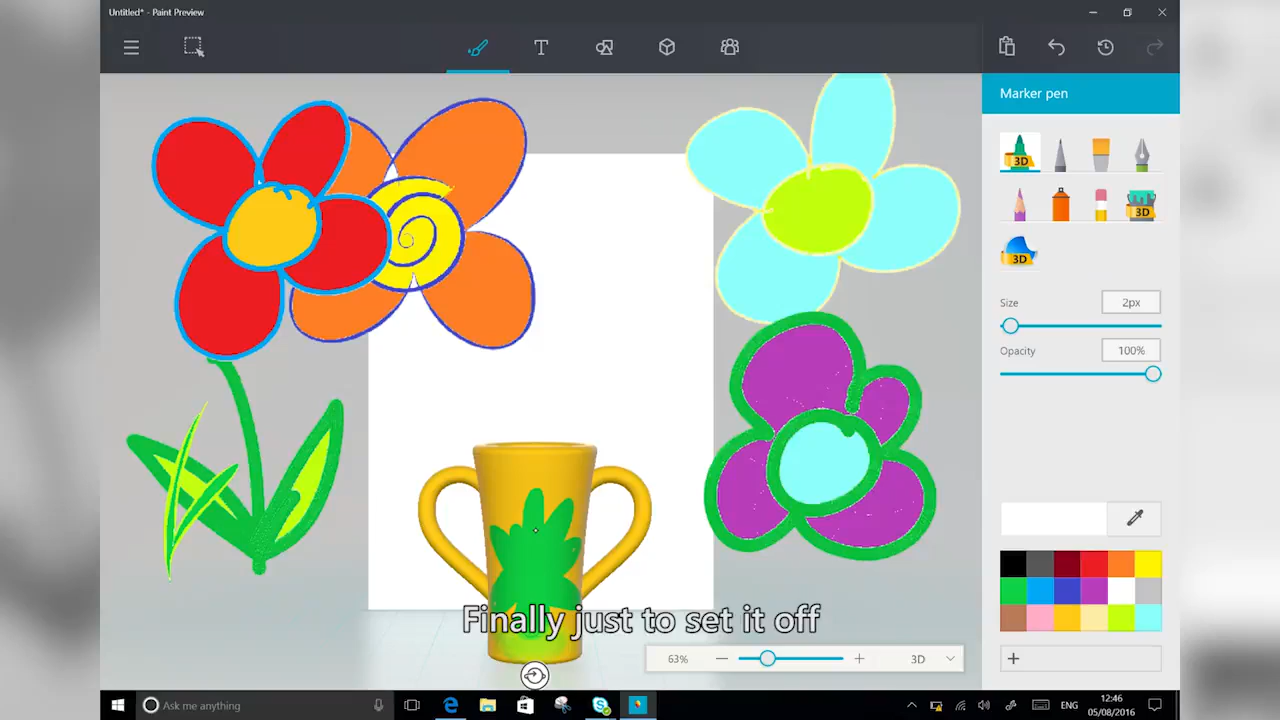 Untitled* - Paint Preview
T
Marker pen
3D
3D
3D
Size
2px
Opacity
100%
Finally just to set it off
63%
3D
Ask me anything
ENG
12:46
05/08/2016